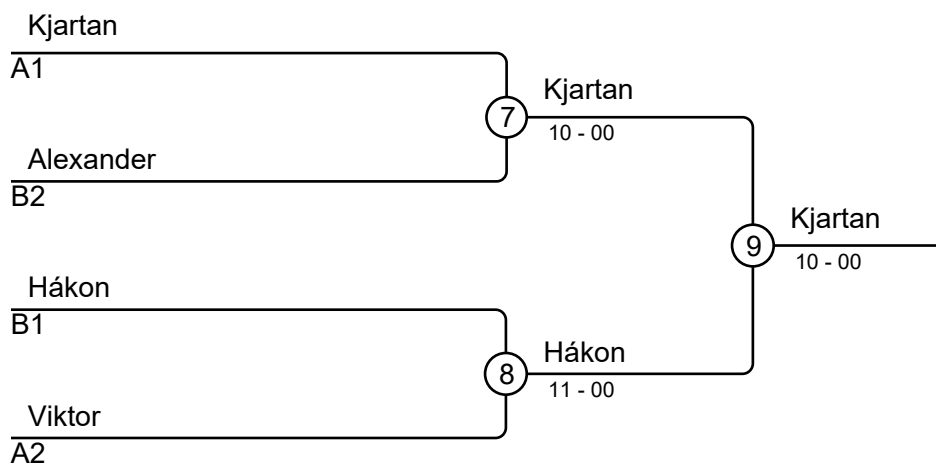 Kjartan
A1
7
Kjartan
10 - 00
Alexander
B2
9
Kjartan
10 - 00
Hákon
B1
8
Hákon
11 - 00
Viktor
A2